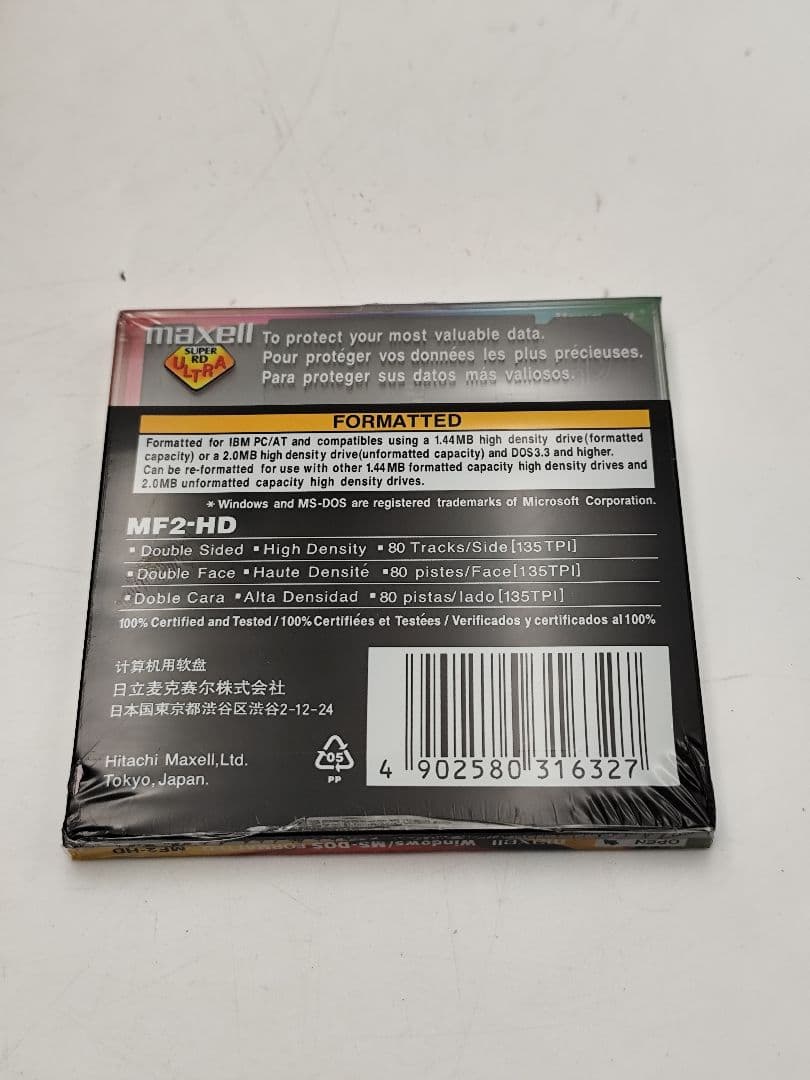 maxell
SUPER
RD
ULTRA
To protect your most valuable data.
Pour protéger vos données les plus précieuses.
Para proteger sus datos más valiosos.
FORMATTED
Formatted for IBM PC/AT and compatibles using a 1.44MB high density drive(formatted
capacity) or a 2.0MB high density drive(unformatted capacity) and DOS3.3 and higher.
Can be re-formatted for use with other 1.44MB formatted capacity high density drives and
2.0MB unformatted capacity high density drives.
*Windows and MS-DOS are registered trademarks of Microsoft Corporation.
MF2-HD
▪Double Sided ▪High Density ▪80 Tracks/Side[135TPI]
▪Double Face ▪Haute Densité ▪80 pistes/Face[135TPI]
▪Doble Cara ▪Alta Densidad ▪80 pistas/lado[135TPI]
100% Certified and Tested/100% Certifiées et Testées/Verificados y certificados al 100%
计算机用软盘
日立麦克赛尔株式会社
日本国東京都渋谷区渋谷2-12-24
Hitachi Maxell,Ltd.
Tokyo,Japan.
05
PP
4 902580 316327
MF2-HD
Windows/MS-DOS
maxell
OPEN